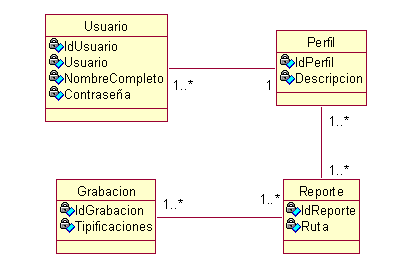 Usuario
IdUsuario
Usuario
NombreCompleto
Contraseña
Perfil
IdPerfil
Descripcion
1..*
1
1..*
1..*
Grabacion
IdGrabacion
Tipificaciones
1..*
1..*
Reporte
IdReporte
Ruta